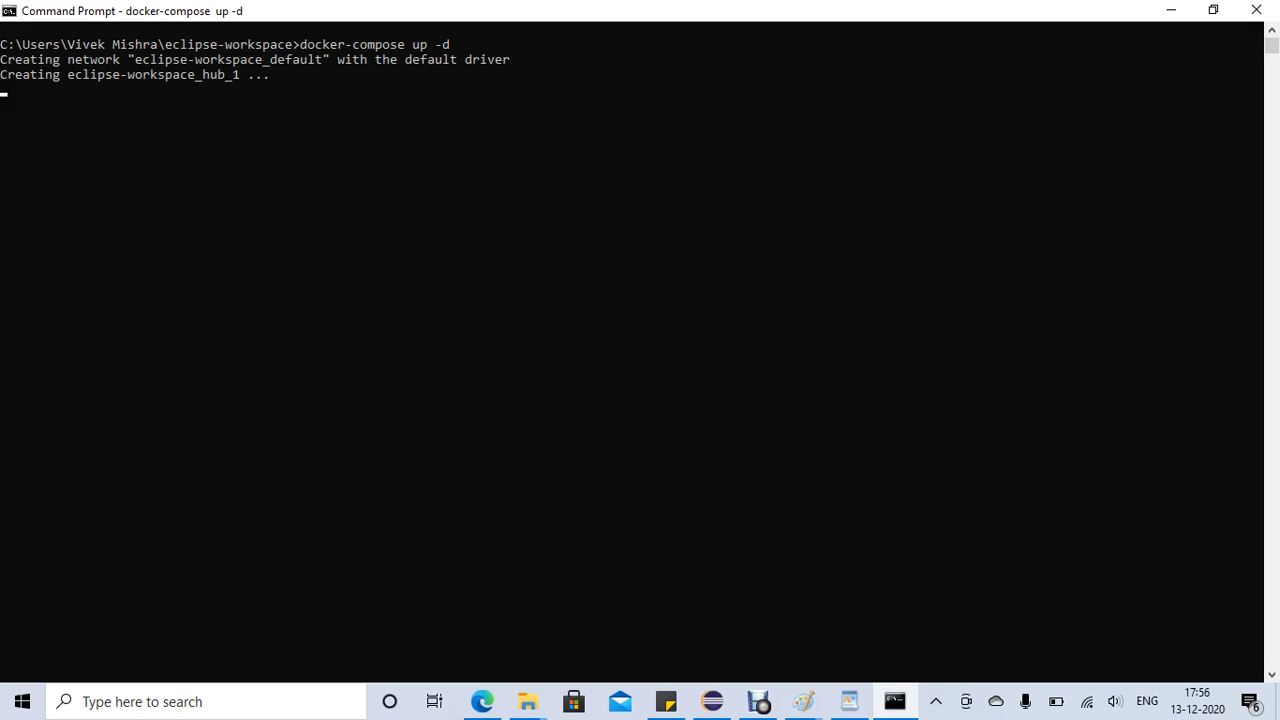 Command Prompt - docker-compose up -d
C:\Users\Vivek Mishra\eclipse-workspace>docker-compose up -d
Creating network "eclipse-workspace_default" with the default driver
Creating eclipse-workspace_hub_1 ...
Type here to search
ENG
17:56
13-12-2020
6